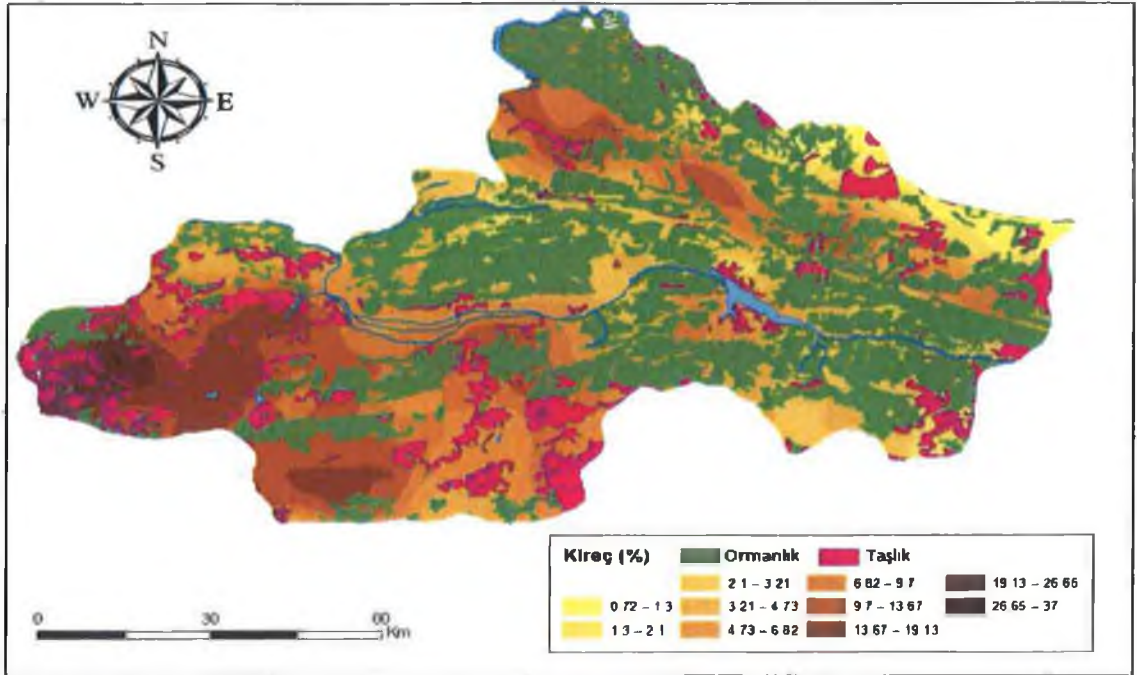 N
W E
S
Kireç (%) Ormanlık Taşlık
2 1 – 3 21 6 82 – 9 7 19 13 – 26 66
0 72 – 1 3 3 21 – 4 73 9 7 – 13 67 26 65 – 37
1 3 – 2 1 4 73 – 6 82 13 67 – 19 13
0 30 60
Km